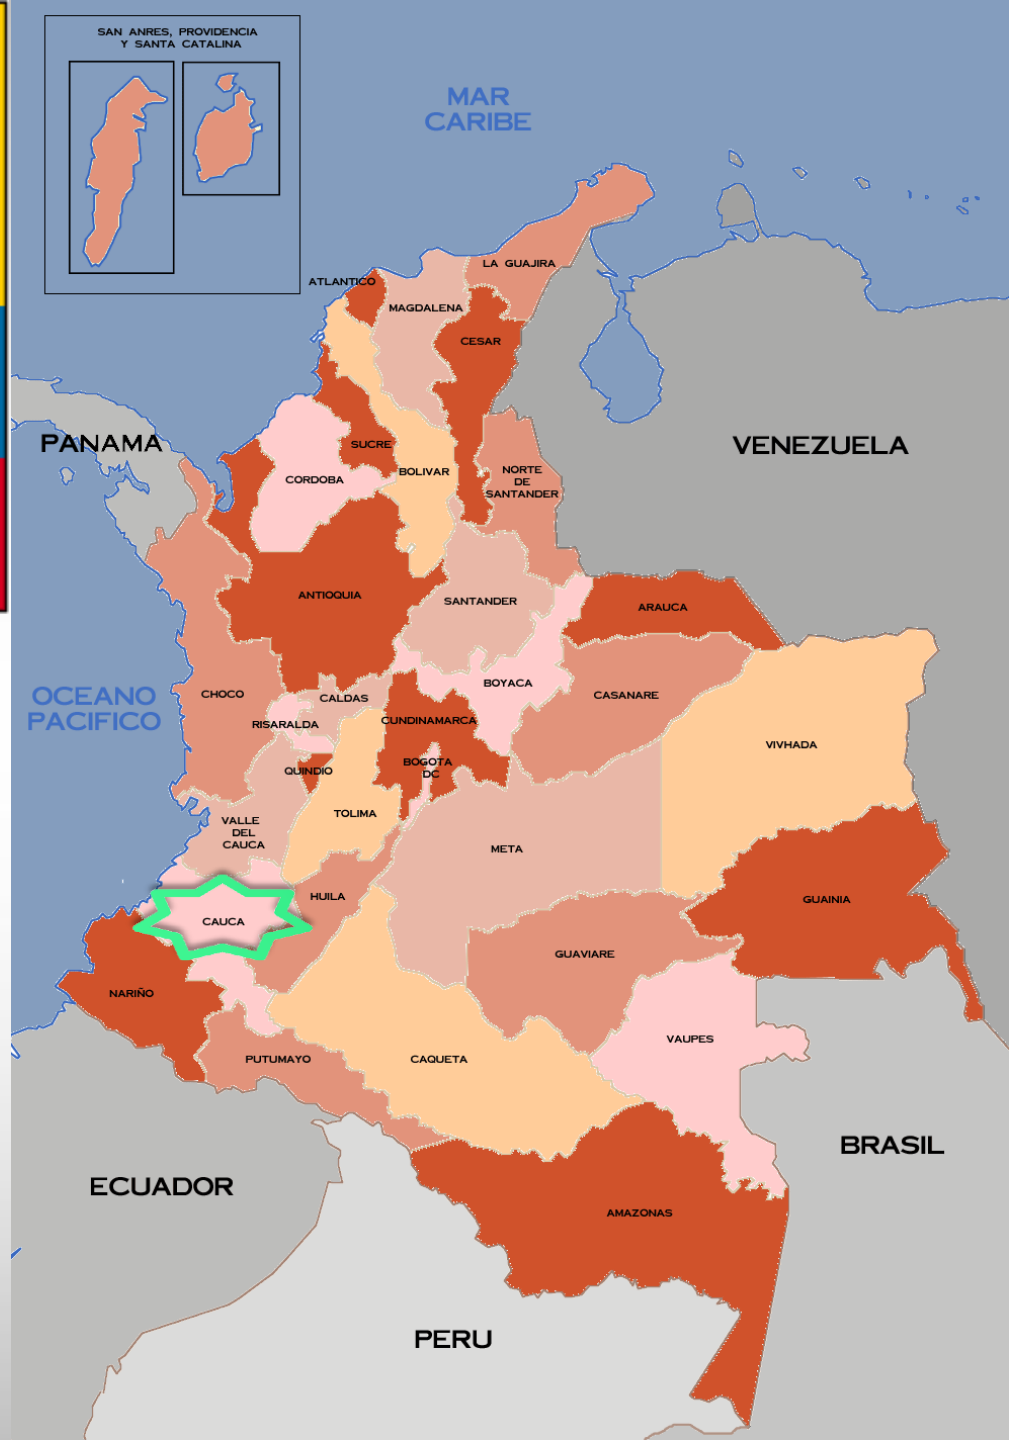 SAN ANRES, PROVIDENCIA
Y SANTA CATALINA
MAR
CARIBE
LA GUAJIRA
ATLANTICO
MAGDALENA
CESAR
PANAMA
VENEZUELA
SUCRE
BOLIVAR
NORTE
DE
SANTANDER
CORDOBA
ANTIOQUIA
SANTANDER
ARAUCA
OCEANO
PACIFICO
CHOCO
CALDAS
BOYACA
CASANARE
RISARALDA
CUNDINAMARCA
VIVHADA
QUINDIO
BOGOTA
DC
TOLIMA
VALLE
DEL
CAUCA
META
HUILA
GUAINIA
CAUCA
GUAVIARE
NARIÑO
VAUPES
PUTUMAYO
CAQUETA
BRASIL
ECUADOR
AMAZONAS
PERU